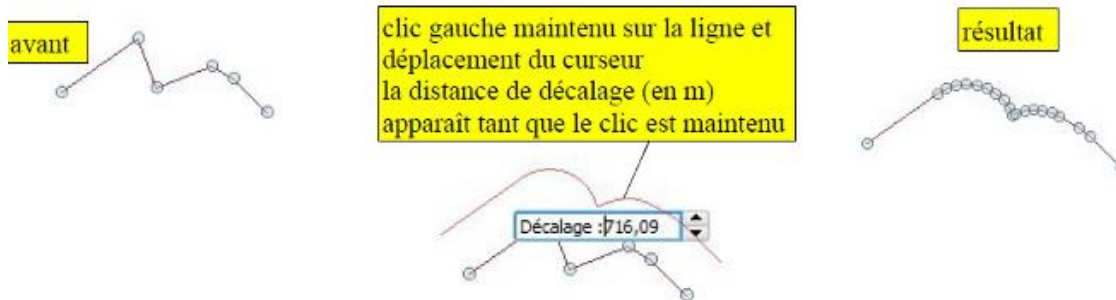 avant
clic gauche maintenu sur la ligne et
déplacement du curseur
la distance de décalage (en m)
apparaît tant que le clic est maintenu
résultat
Décalage :716,09